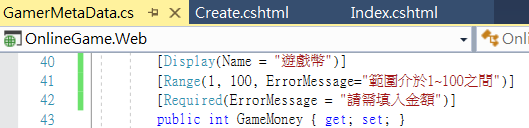 GamerMetaData.cs Create.cshtml Index.cshtml
OnlineGame.Web Onlin
40 [Display(Name = "遊戲幣")]
41 [Range(1, 100, ErrorMessage="範圍介於1~100之間")]
42 [Required(ErrorMessage = "請需填入金額")]
43 public int GameMoney { get; set; }